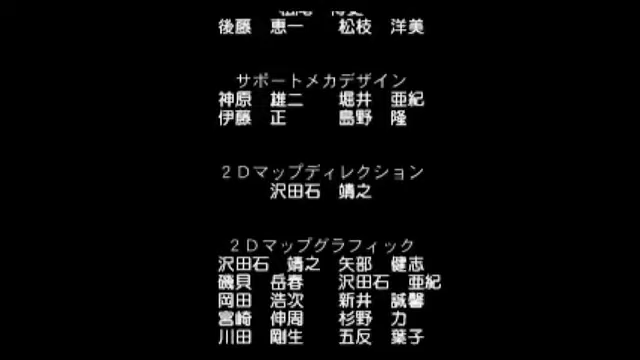 後藤　恵一　　松枝　洋美
サポートメカデザイン
神原　雄二　　堀井　亜紀
伊藤　正　　島野　隆
２Ｄマップディレクション
沢田石　靖之
２Ｄマップグラフィック
沢田石　靖之　矢部　健志
磯貝　岳春　　沢田石　亜紀
岡田　浩次　　新井　誠馨
宮崎　伸周　　杉野　力
川田　剛生　　五反　葉子